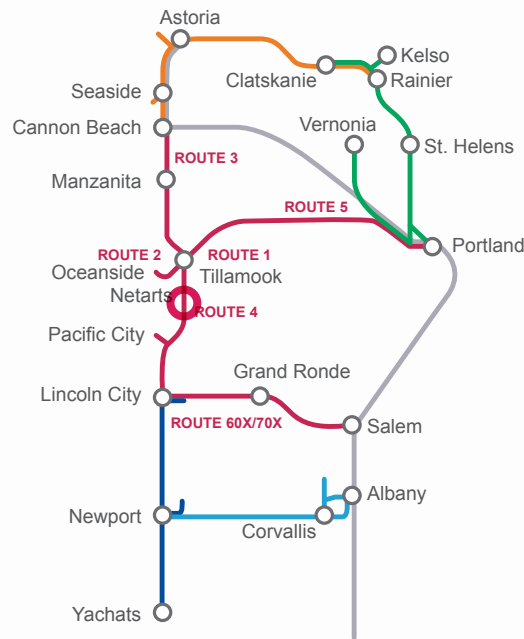 Astoria
Kelso
Clatskanie
Rainier
Seaside
Cannon Beach
Vernonia
St. Helens
ROUTE 3
Manzanita
ROUTE 5
Portland
ROUTE 2
ROUTE 1
Oceanside
Tillamook
Netarts
ROUTE 4
Pacific City
Grand Ronde
Lincoln City
ROUTE 60X/70X
Salem
Albany
Newport
Corvallis
Yachats